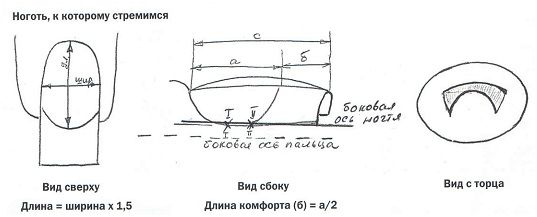 Ноготь, к которому стремимся
с
а
б
дл.
шир.
I
II
I
II
боковая
ось ногтя
боковая ось пальца
Вид сверху
Вид сбоку
Вид с торца
Длина = ширина х 1,5
Длина комфорта (б) = а/2